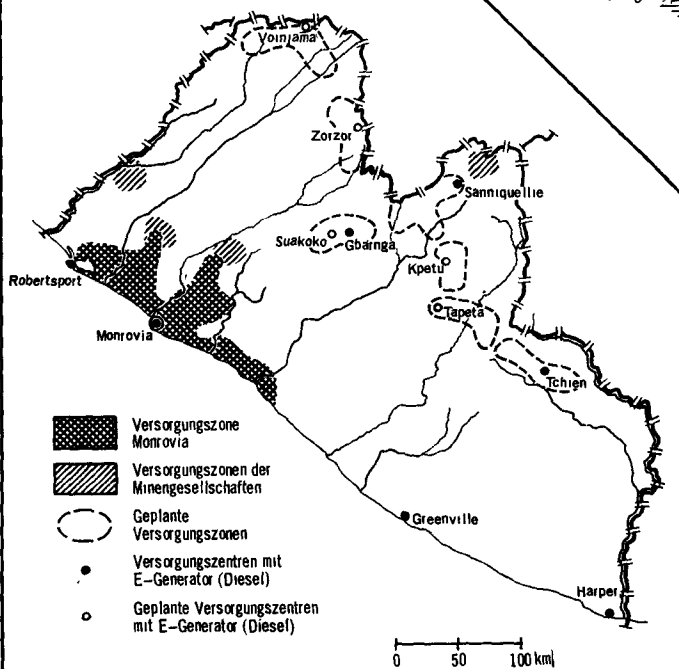 Voinjama
Zorzor
Sanniquellie
Suakoko
Gbarnga
Kpetu
Robertsport
Tapeta
Monrovia
Tchien
Versorgungszone
Monrovia
Versorgungszonen der
Minengesellschaften
Geplante
Versorgungszonen
Greenville
Versorgungszentren mit
E-Generator (Diesel)
Harper
Geplante Versorgungszentren
mit E-Generator (Diesel)
0 50 100 km